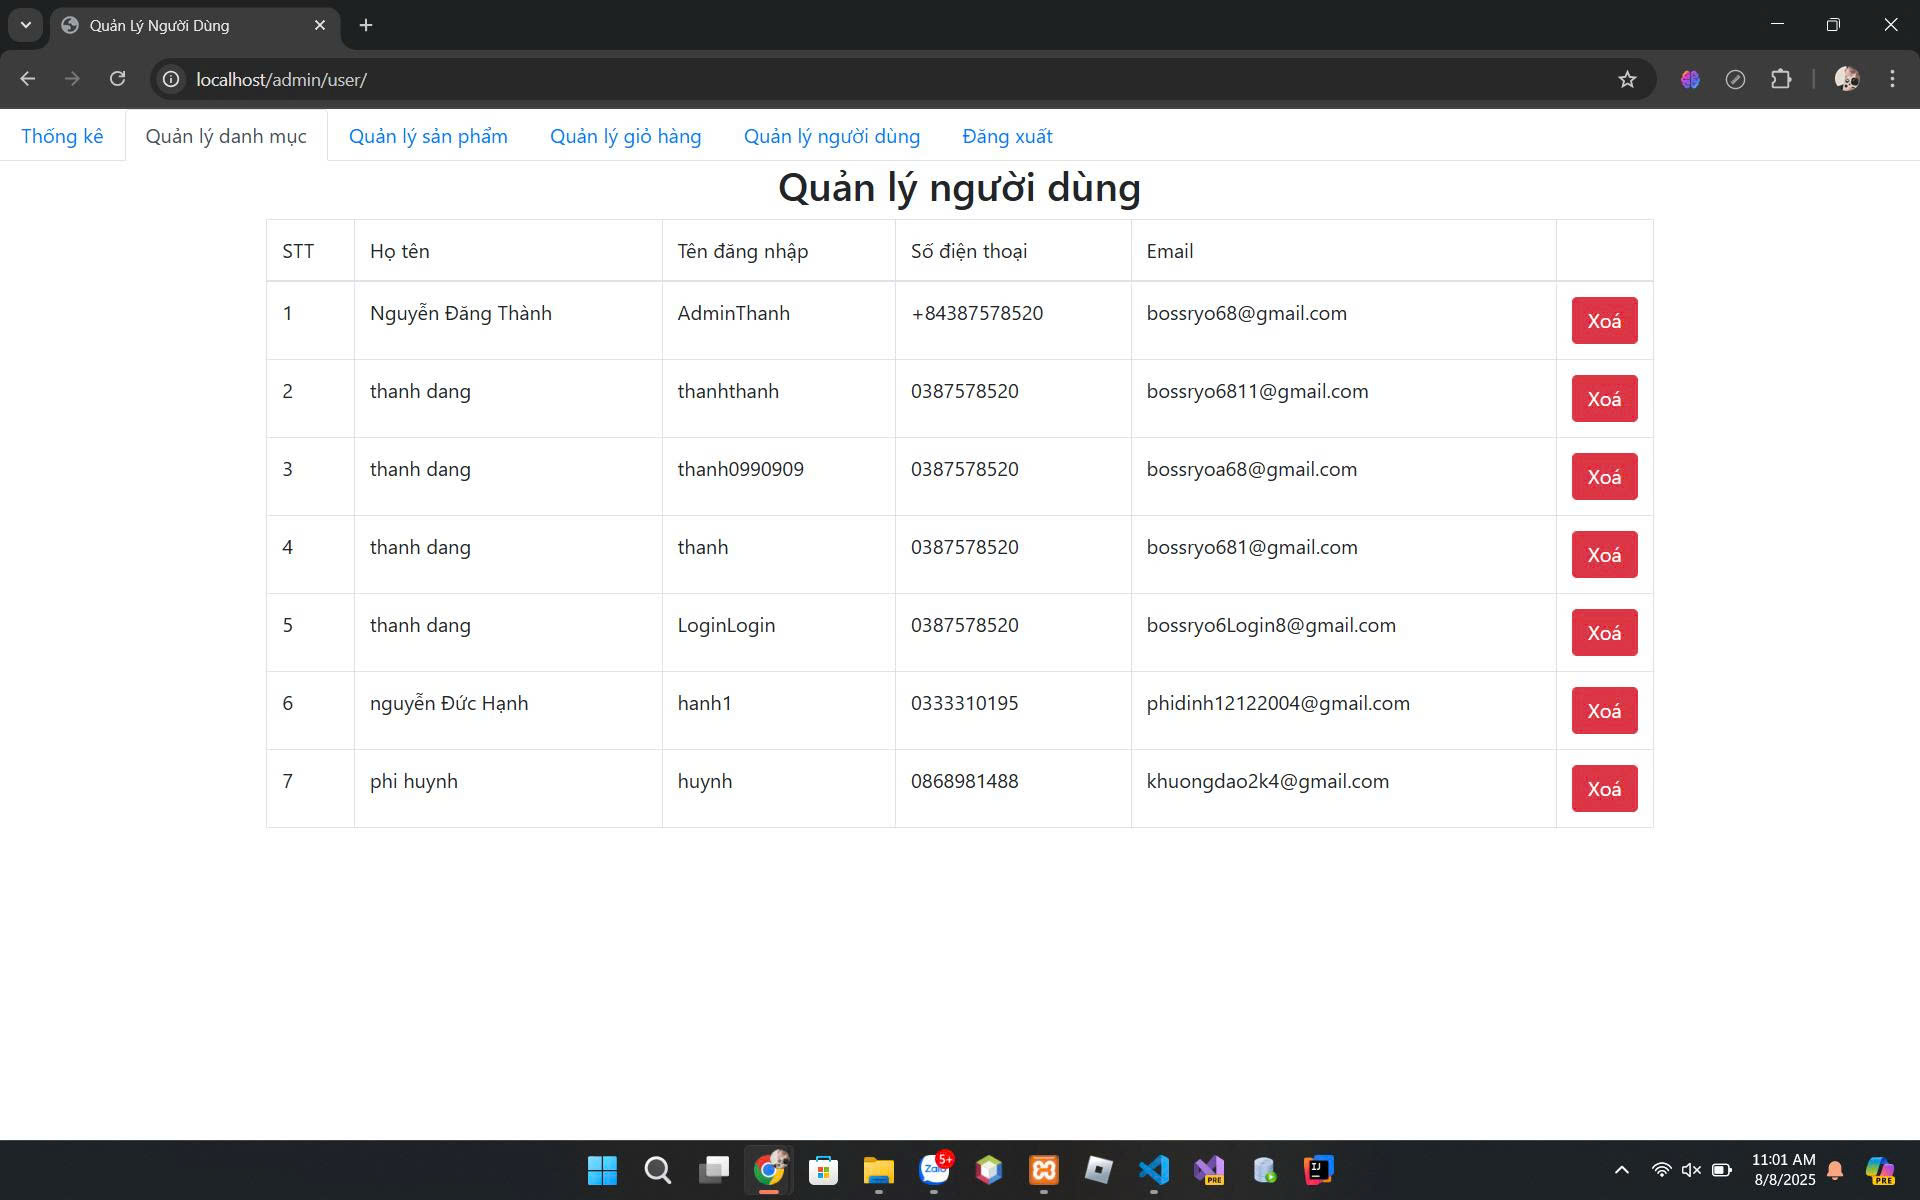 Quản Lý Người Dùng
localhost/admin/user/
Thống kê Quản lý danh mục Quản lý sản phẩm Quản lý giỏ hàng Quản lý người dùng Đăng xuất
Quản lý người dùng
STT Họ tên Tên đăng nhập Số điện thoại Email
1 Nguyễn Đăng Thành AdminThanh +84387578520 bossryo68@gmail.com Xoá
2 thanh dang thanhthanh 0387578520 bossryo6811@gmail.com Xoá
3 thanh dang thanh0990909 0387578520 bossryoa68@gmail.com Xoá
4 thanh dang thanh 0387578520 bossryo681@gmail.com Xoá
5 thanh dang LoginLogin 0387578520 bossryo6Login8@gmail.com Xoá
6 nguyễn Đức Hạnh hanh1 0333310195 phidinh12122004@gmail.com Xoá
7 phi huynh huynh 0868981488 khuongdao2k4@gmail.com Xoá
Zalo 5+ PRE IJ 11:01 AM PRE
8/8/2025